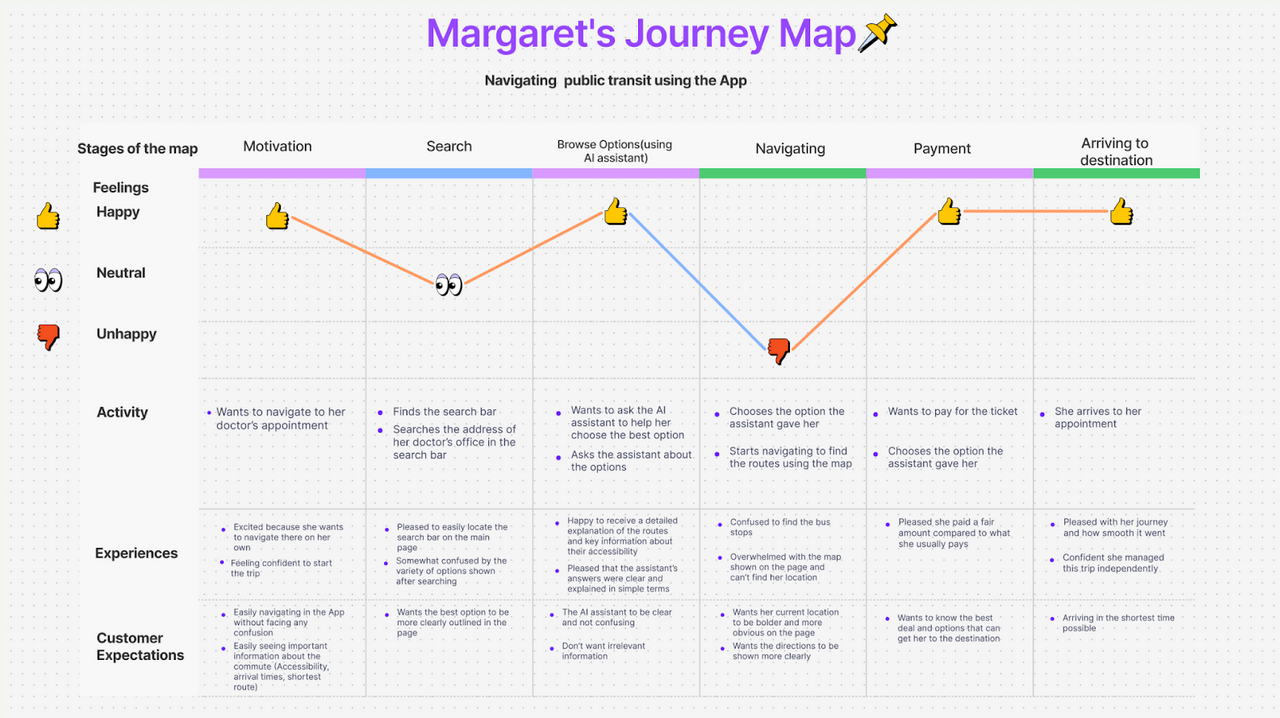 Margaret's Journey Map
Navigating public transit using the App
Stages of the map
Motivation
Search
Browse Options(using
AI assistant)
Navigating
Payment
Arriving to
destination
Feelings
Happy
Neutral
Unhappy
Activity
Wants to navigate to her
doctor's appointment
Finds the search bar
Searches the address of
her doctor's office in the
search bar
Wants to ask the AI
assistant to help her
choose the best option
Asks the assistant about
the options
Chooses the option the
assistant gave her
Starts navigating to find
the routes using the map
Wants to pay for the ticket
Chooses the option the
assistant gave her
She arrives to her
appointment
Experiences
Excited because she wants
to navigate there on her
own
Feeling confident to start
the trip
Pleased to easily locate the
search bar on the main
page
Somewhat confused by the
variety of options shown
after searching
Happy to receive a detailed
explanation of the routes
and key information about
their accessibility
Pleased that the assistant's
answers were clear and
explained in simple terms
Confused to find the bus
stops
Overwhelmed with the map
shown on the page and
can't find her location
Pleased she paid a fair
amount compared to what
she usually pays
Pleased with her journey
and how smooth it went
Confident she managed
this trip independently
Customer
Expectations
Easily navigating in the App
without facing any
confusion
Easily seeing important
information about the
commute (Accessibility,
arrival times, shortest
route)
Wants the best option to be
more clearly outlined in the
page
The AI assistant to be clear
and not confusing
Don't want irrelevant
information
Wants her current location
to be bolder and more
obvious on the page
Wants the directions to be
shown more clearly
Wants to know the best
deal and options that can
get her to the destination
Arriving in the shortest time
possible